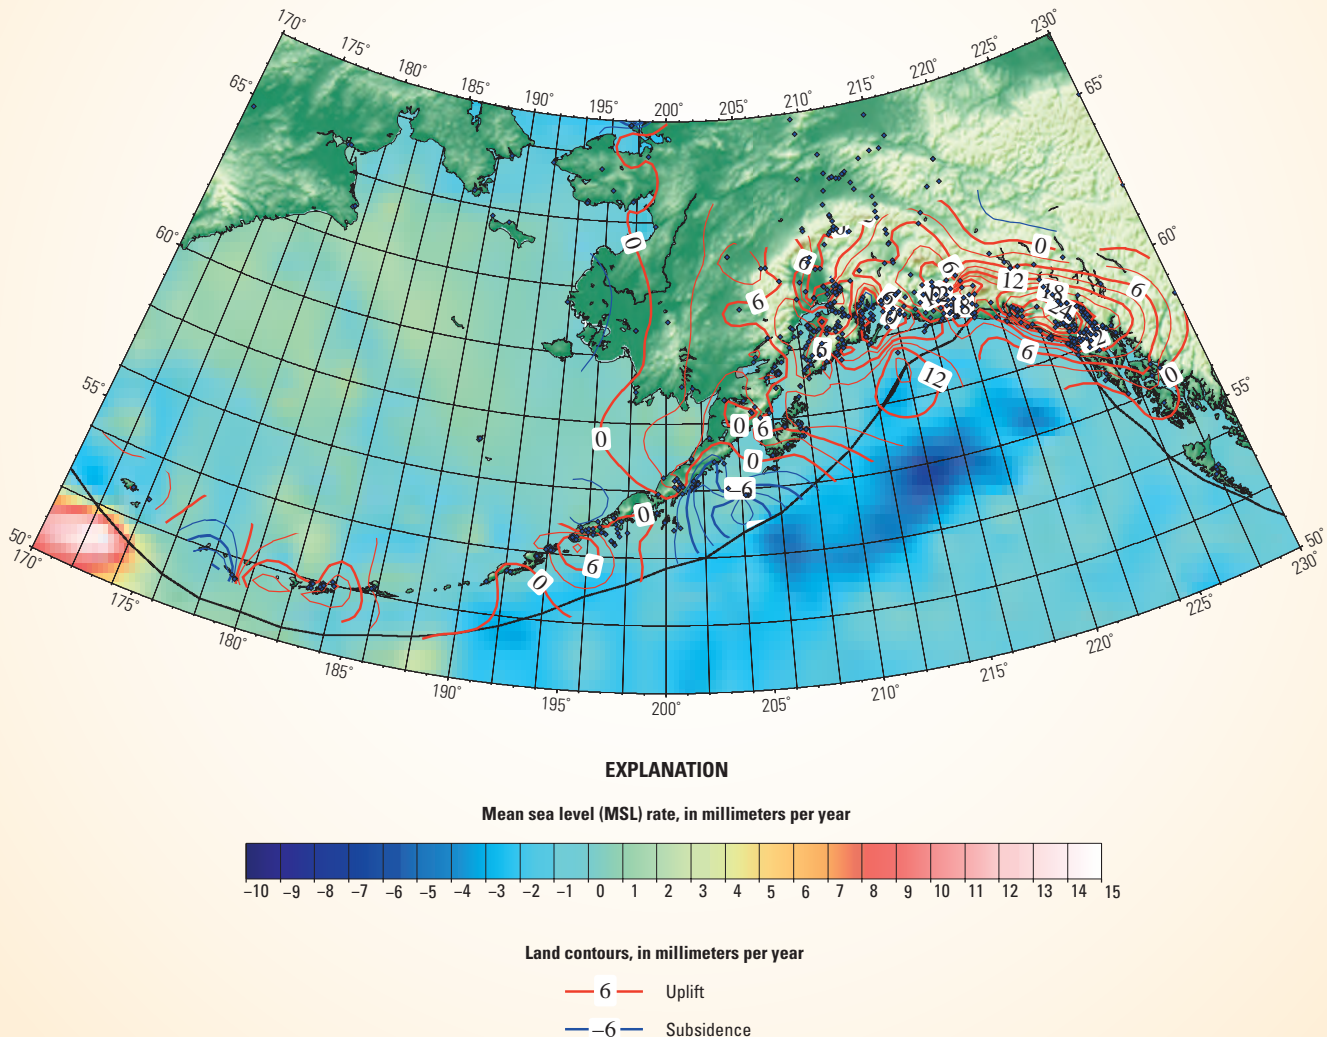 170° 175° 180° 185° 190° 195° 200° 205° 210° 215° 220° 225° 230°
65° 65°
60° 60°
55° 55°
50° 50°
0 6 6 6 12 18 24 12 6 0
6 12 6 0
0 0 6 0 −6
0 6 0
170° 175° 180° 185° 190° 195° 200° 205° 210° 215° 220° 225° 230°
EXPLANATION
Mean sea level (MSL) rate, in millimeters per year
−10 −9 −8 −7 −6 −5 −4 −3 −2 −1 0 1 2 3 4 5 6 7 8 9 10 11 12 13 14 15
Land contours, in millimeters per year
6 Uplift
−6 Subsidence